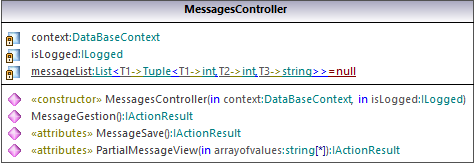 MessagesController
context:DataBaseContext
isLogged:ILogged
messageList:List<T1->Tuple<T1->int,T2->int,T3->string>>=null
«constructor» MessagesController(in context:DataBaseContext, in isLogged:ILogged)
MessageGestion():IActionResult
«attributes» MessageSave():IActionResult
«attributes» PartialMessageView(in arrayofvalues:string[*]):IActionResult